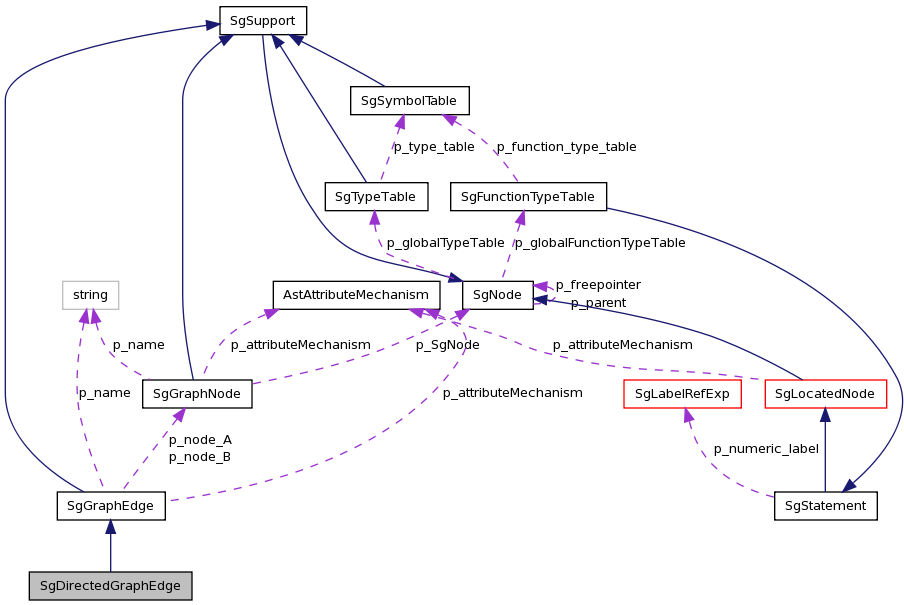 SgSupport
SgSymbolTable
p_type_table
p_function_type_table
SgTypeTable
SgFunctionTypeTable
p_globalTypeTable
p_globalFunctionTypeTable
string
AstAttributeMechanism
SgNode
p_freepointer
p_parent
p_name
p_attributeMechanism
p_SgNode
p_attributeMechanism
SgGraphNode
p_name
p_attributeMechanism
SgLabelRefExp
SgLocatedNode
p_node_A
p_node_B
p_numeric_label
SgGraphEdge
SgStatement
SgDirectedGraphEdge